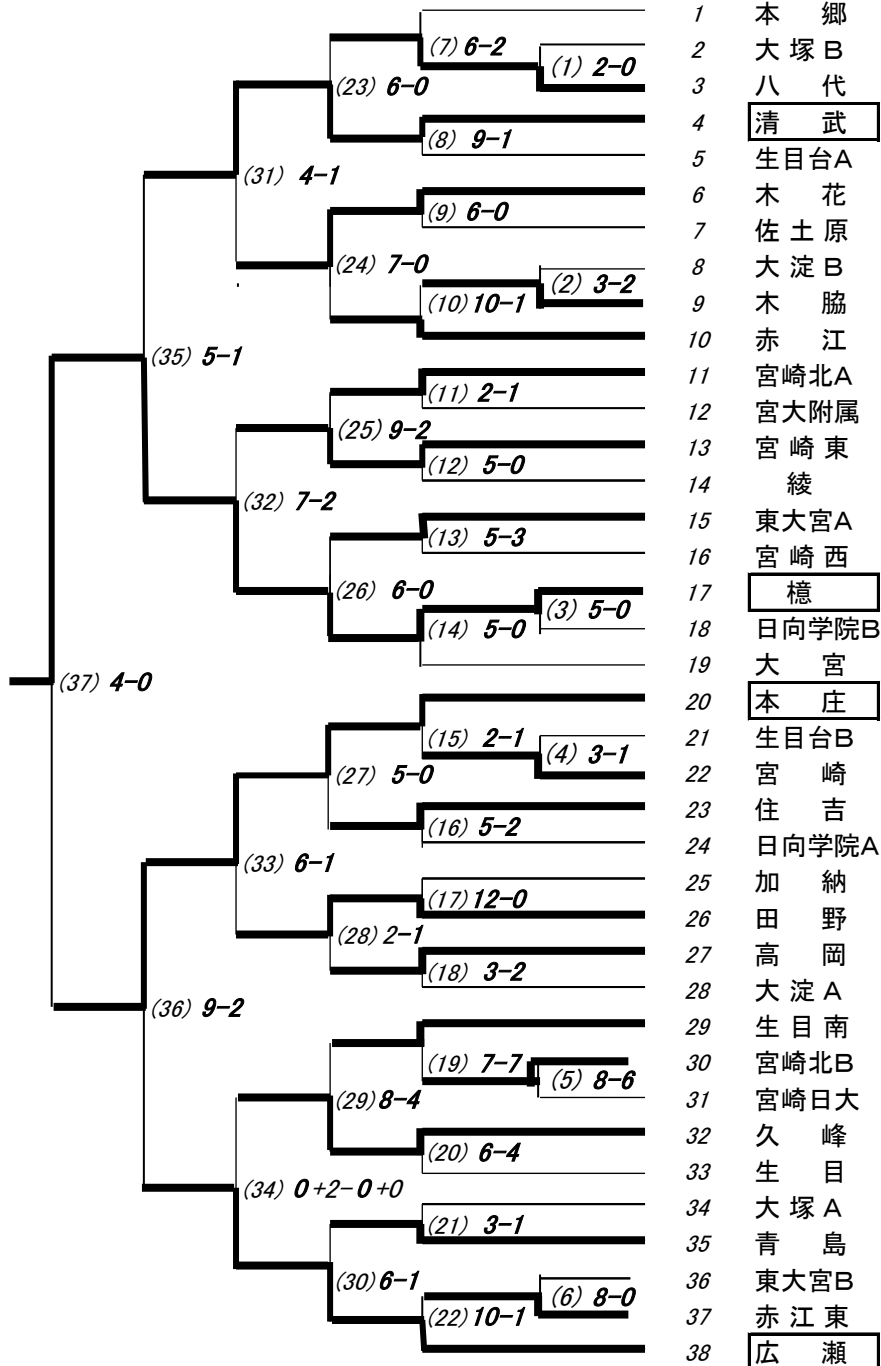 1 本 郷
(7) 6-2
2 大塚B
(1) 2-0
3 八 代
(23) 6-0
4 清 武
(8) 9-1
5 生目台A
(31) 4-1
6 木 花
(9) 6-0
7 佐土原
(24) 7-0
8 大淀B
(2) 3-2
(10) 10-1
9 木 脇
10 赤 江
(35) 5-1
11 宮崎北A
(11) 2-1
12 宮大附属
(25) 9-2
13 宮崎東
(12) 5-0
14 綾
(32) 7-2
15 東大宮A
(13) 5-3
16 宮崎西
(26) 6-0
17 檍
(3) 5-0
(14) 5-0
18 日向学院B
19 大 宮
(37) 4-0
20 本 庄
(15) 2-1
21 生目台B
(4) 3-1
22 宮 崎
(27) 5-0
23 住 吉
(16) 5-2
24 日向学院A
(33) 6-1
25 加 納
(17) 12-0
26 田 野
(28) 2-1
27 高 岡
(18) 3-2
28 大淀A
(36) 9-2
29 生目南
(19) 7-7
30 宮崎北B
(5) 8-6
31 宮崎日大
(29) 8-4
32 久 峰
(20) 6-4
33 生 目
(34) 0+2-0+0
34 大塚A
(21) 3-1
35 青 島
(30) 6-1
36 東大宮B
(6) 8-0
37 赤江東
(22) 10-1
38 広 瀬